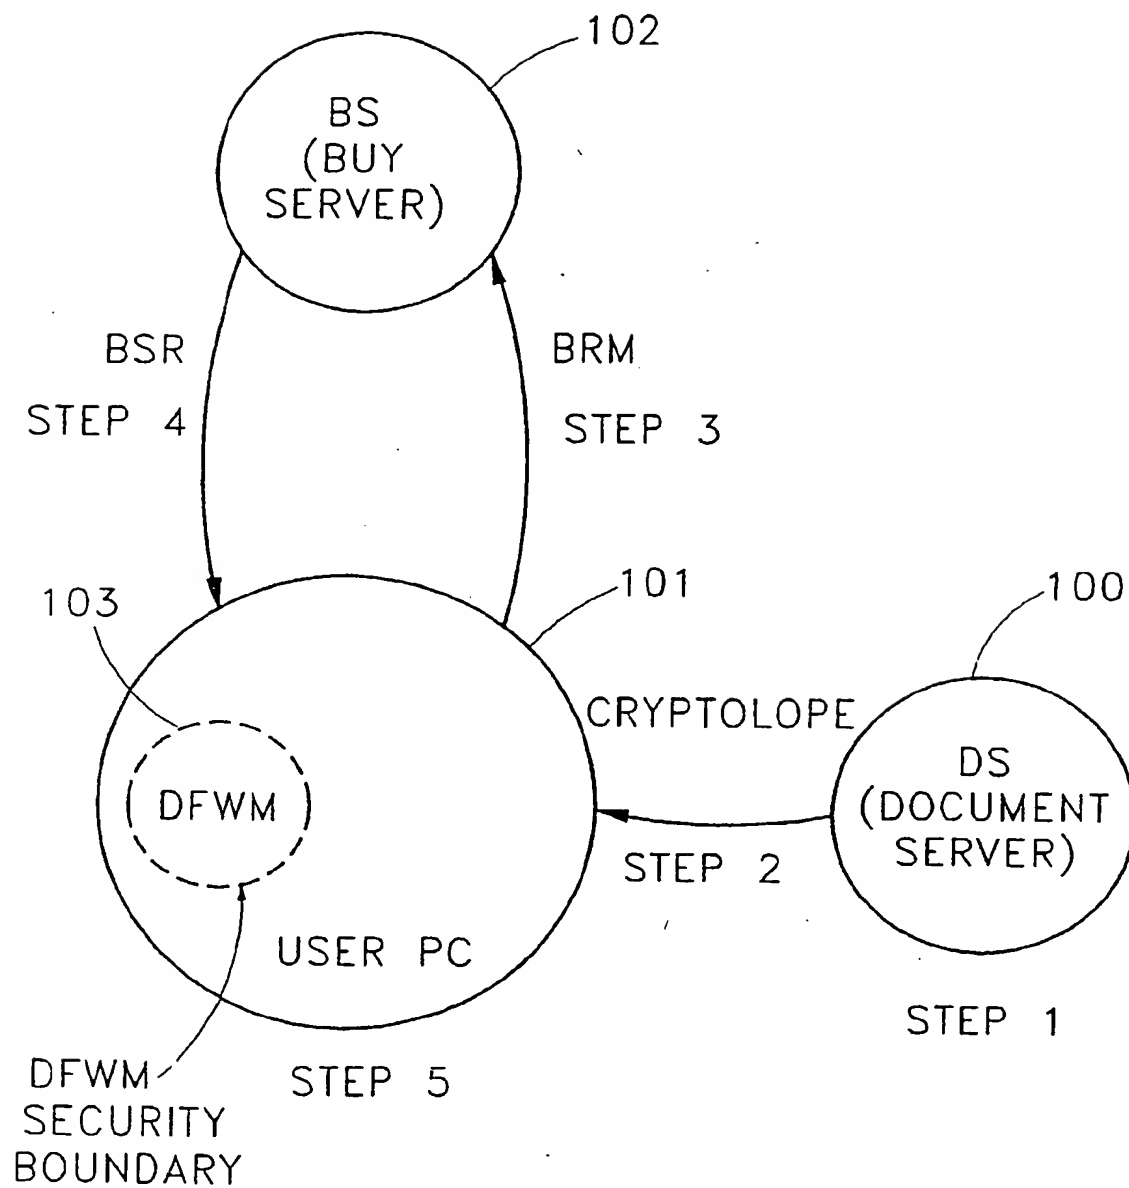 102
BS
(BUY
SERVER)
BSR
BRM
STEP 4
STEP 3
103
101
100
CRYPTOLOPE
DS
(DOCUMENT
SERVER)
DFWM
STEP 2
USER PC
STEP 1
DFWM
SECURITY
BOUNDARY
STEP 5